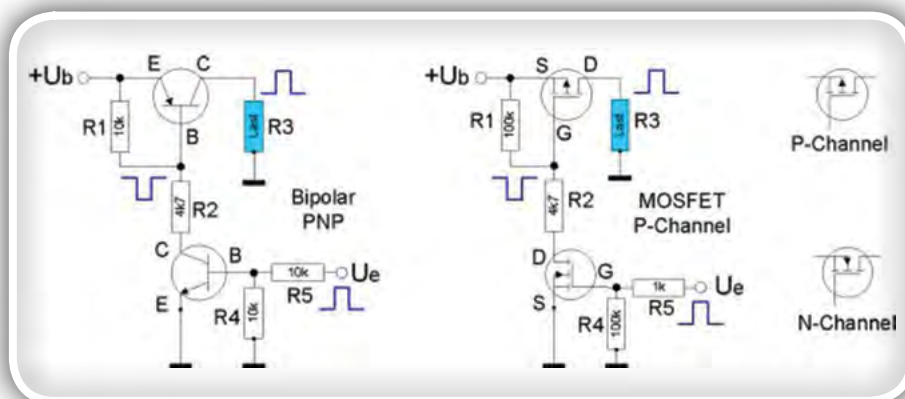 +Ub
E
C
R1
10k
B
Last
R3
4k7
R2
Bipolar
PNP
C
B
10k
R5
Ue
E
R4
10k
+Ub
S
D
R1
100k
G
Last
R3
4k7
R2
MOSFET
P-Channel
D
G
1k
R5
Ue
S
R4
100k
P-Channel
N-Channel